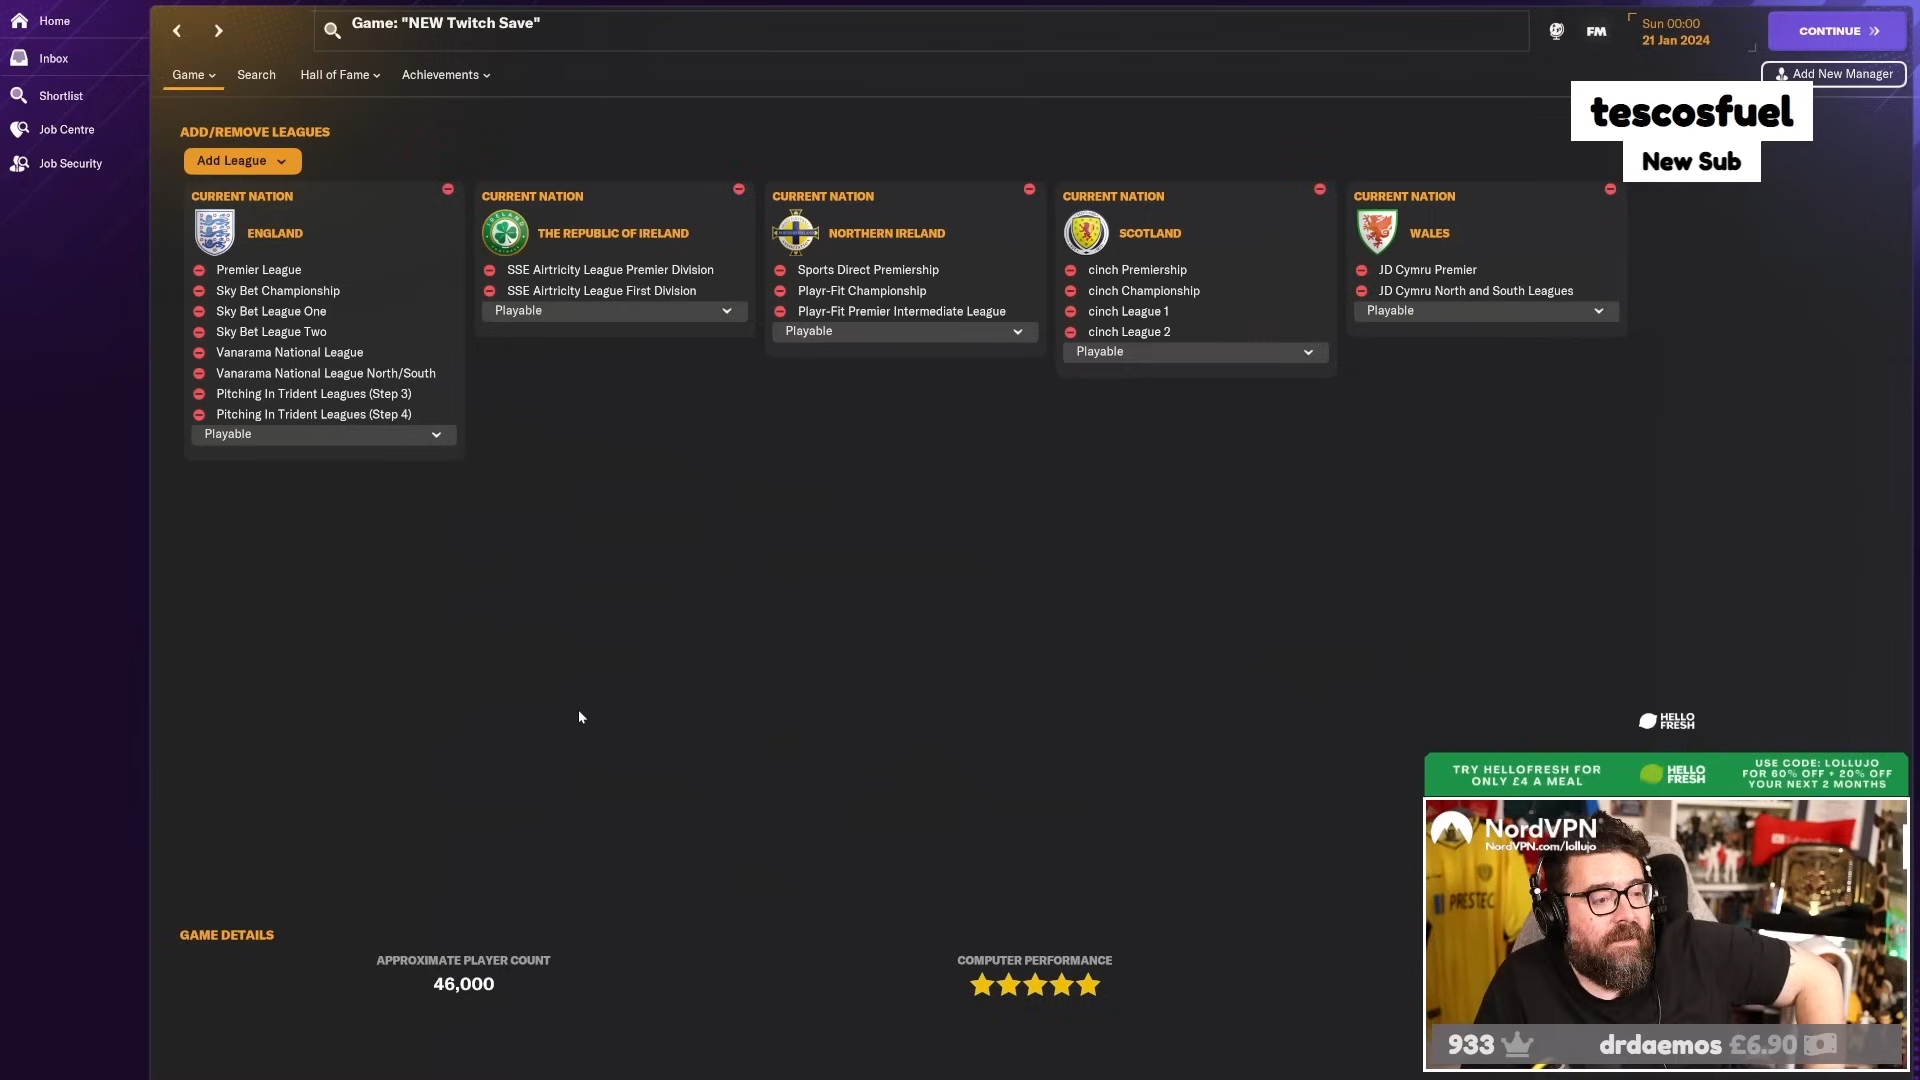 Home
Inbox
Shortlist
Job Centre
Job Security
Game: "NEW Twitch Save"
FM
Sun 00:00
21 Jan 2024
CONTINUE
Game
Search
Hall of Fame
Achievements
Add New Manager
tescosfuel
New Sub
ADD/REMOVE LEAGUES
Add League
CURRENT NATION
ENGLAND
Premier League
Sky Bet Championship
Sky Bet League One
Sky Bet League Two
Vanarama National League
Vanarama National League North/South
Pitching In Trident Leagues (Step 3)
Pitching In Trident Leagues (Step 4)
Playable
CURRENT NATION
THE REPUBLIC OF IRELAND
SSE Airtricity League Premier Division
SSE Airtricity League First Division
Playable
CURRENT NATION
NORTHERN IRELAND
Sports Direct Premiership
Playr-Fit Championship
Playr-Fit Premier Intermediate League
Playable
CURRENT NATION
SCOTLAND
cinch Premiership
cinch Championship
cinch League 1
cinch League 2
Playable
CURRENT NATION
WALES
JD Cymru Premier
JD Cymru North and South Leagues
Playable
HELLO
FRESH
TRY HELLOFRESH FOR
ONLY £4 A MEAL
HELLO
FRESH
USE CODE: LOLLUJO
FOR 60% OFF + 20% OFF
YOUR NEXT 2 MONTHS
NordVPN
NordVPN.com/lollujo
PRESTEC
933
drdaemos £6.90
GAME DETAILS
APPROXIMATE PLAYER COUNT
46,000
COMPUTER PERFORMANCE